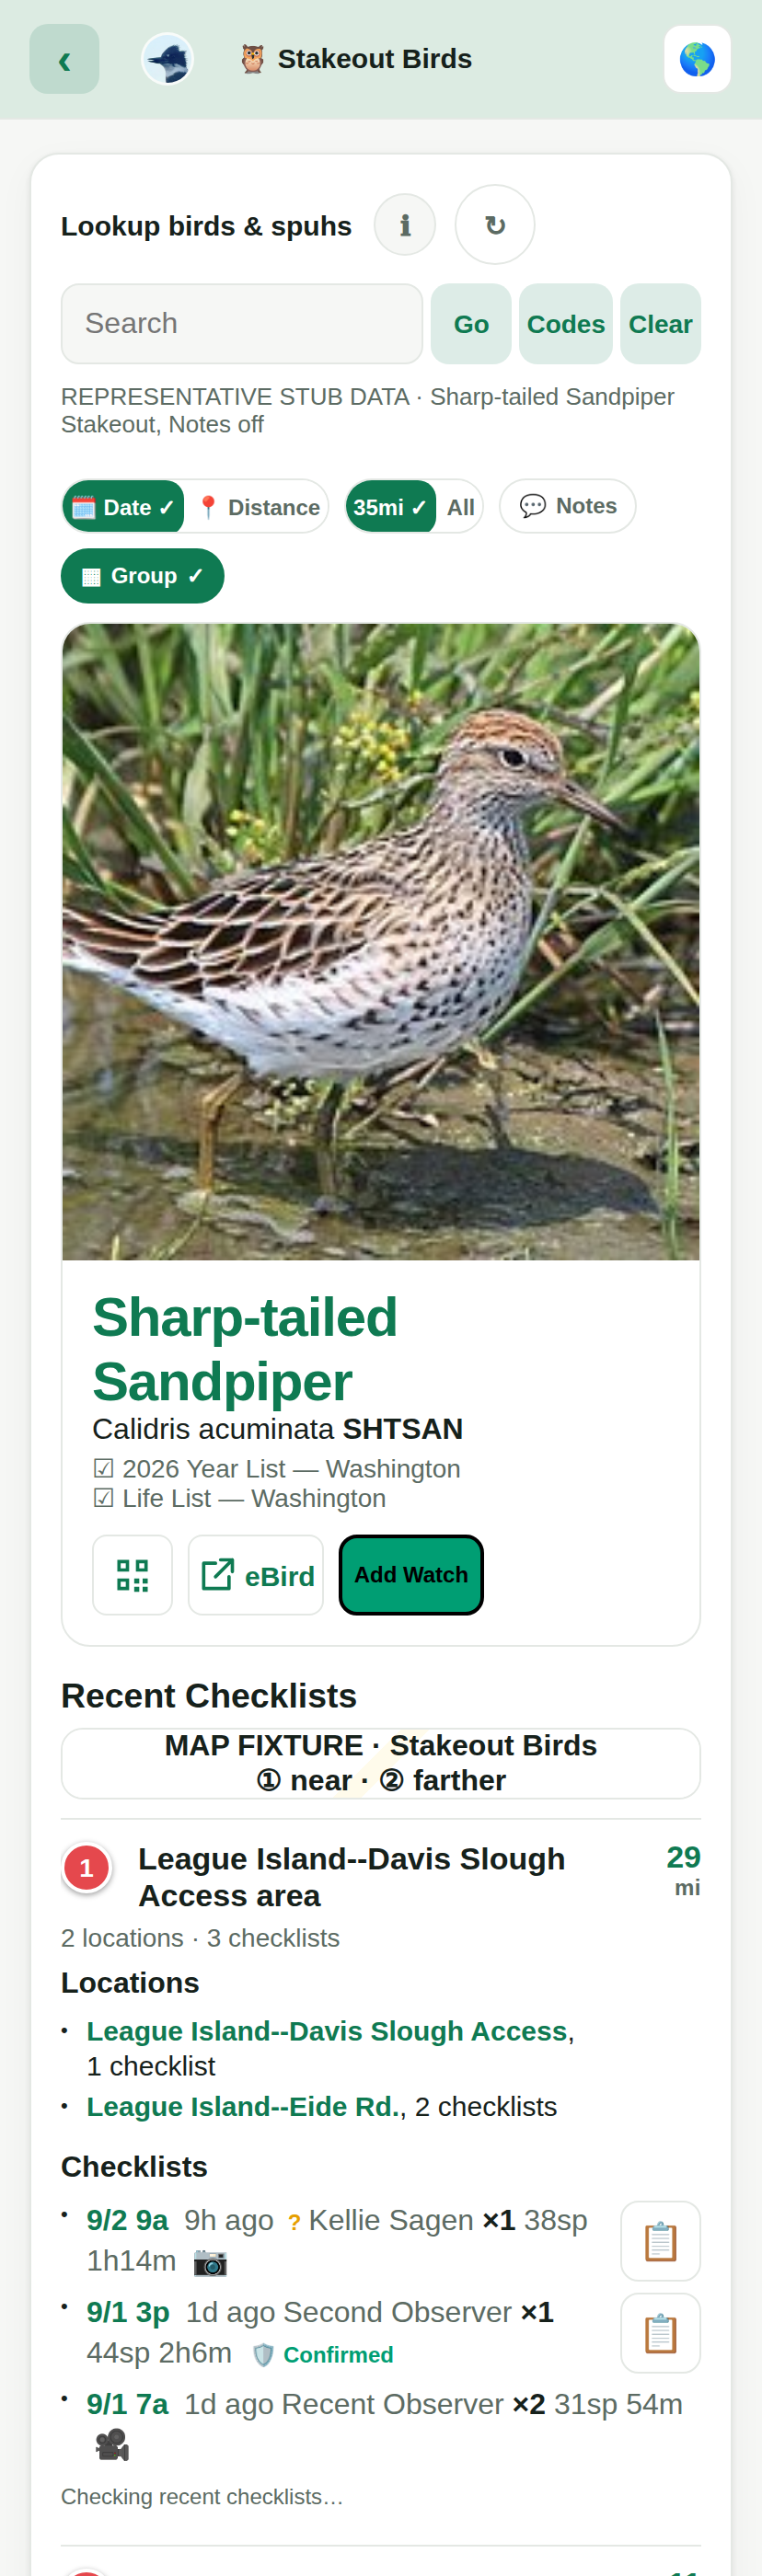 ‹ 🦉 Stakeout Birds 🌎
Lookup birds & spuhs ℹ ↻
Search Go Codes Clear
REPRESENTATIVE STUB DATA · Sharp-tailed Sandpiper
Stakeout, Notes off
🗓️ Date ✓ 📍 Distance 35mi ✓ All 💬 Notes
▦ Group ✓
Sharp-tailed
Sandpiper
Calidris acuminata SHTSAN
☑ 2026 Year List — Washington
☑ Life List — Washington
eBird Add Watch
Recent Checklists
MAP FIXTURE · Stakeout Birds
① near · ② farther
1 League Island--Davis Slough 29
Access area mi
2 locations · 3 checklists
Locations
• League Island--Davis Slough Access,
1 checklist
• League Island--Eide Rd., 2 checklists
Checklists
• 9/2 9a 9h ago ? Kellie Sagen ×1 38sp 📋
1h14m 📷
• 9/1 3p 1d ago Second Observer ×1 📋
44sp 2h6m 🛡️ Confirmed
• 9/1 7a 1d ago Recent Observer ×2 31sp 54m
🎥
Checking recent checklists…